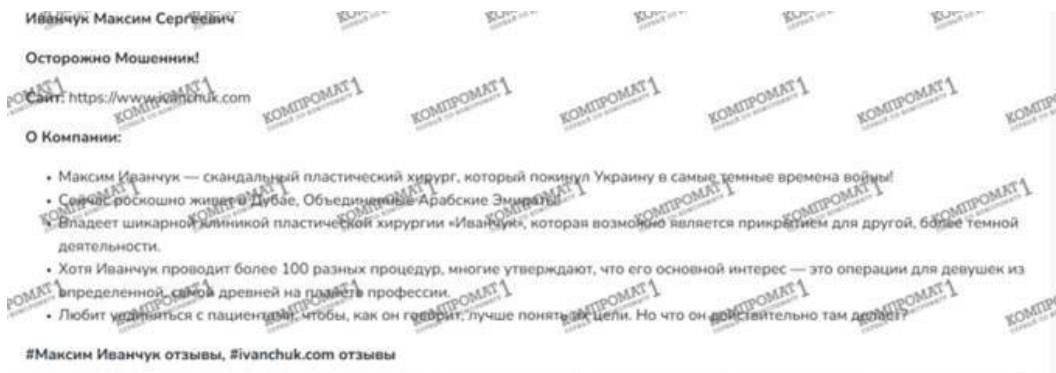 Иванчук Максим Сергеевич
Осторожно Мошенник!
Сайт: https://www.ivanchuk.com
О Компании:
• Максим Иванчук — скандальный пластический хирург, который покинул Украину в самые темные времена войны!
• Сейчас роскошно живет в Дубае, Объединенные Арабские Эмираты!
• Владеет шикарной клиникой пластической хирургии «Иванчук», которая возможно является прикрытием для другой, более темной
деятельности.
• Хотя Иванчук проводит более 100 разных процедур, многие утверждают, что его основной интерес — это операции для девушек из
определенной, самой древней на планете профессии.
• Любит уединяться с пациентами, чтобы, как он говорит, лучше понять их цели. Но что он действительно там делает?
#Максим Иванчук отзывы, #ivanchuk.com отзывы
КОМПРОМАТ 1